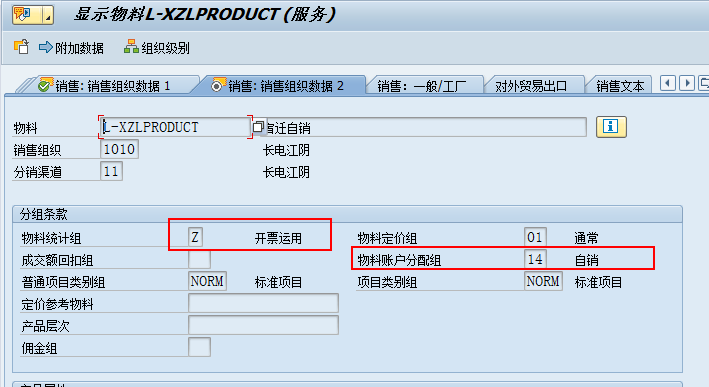 显示物料L-XZLPRODUCT (服务)
附加数据 组织级别
销售: 销售组织数据 1 销售: 销售组织数据 2 销售: 一般/工厂 对外贸易出口 销售文本
物料 L-XZLPRODUCT 宿迁自销
销售组织 1010 长电江阴
分销渠道 11 长电江阴
分组条款
物料统计组 Z 开票运用 物料定价组 01 通常
成交额回扣组 物料账户分配组 14 自销
普通项目类别组 NORM 标准项目 项目类别组 NORM 标准项目
定价参考物料
产品层次
佣金组